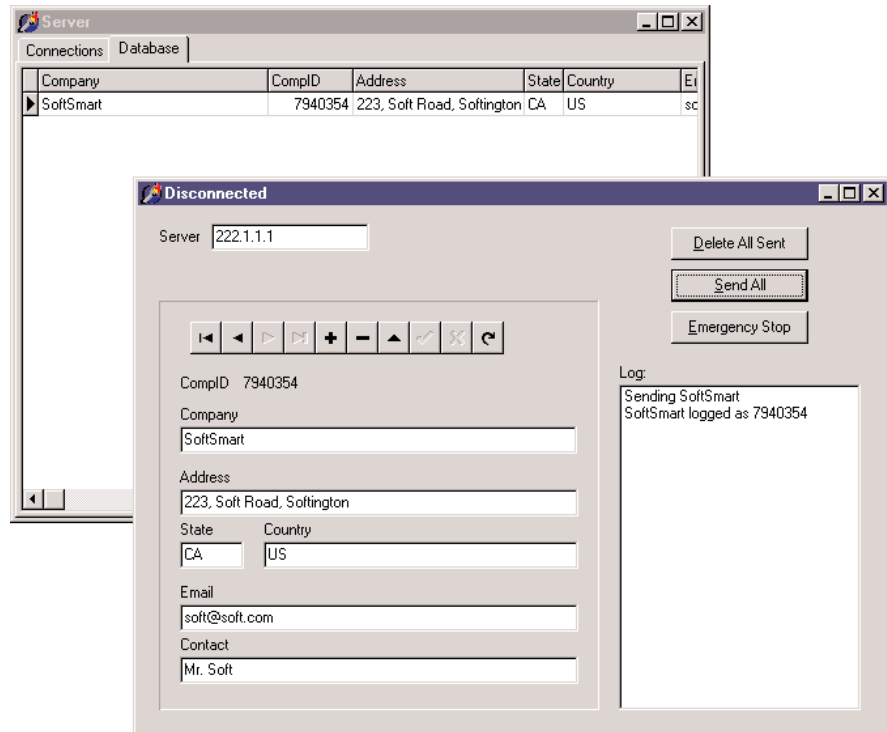 Server
Connections Database
Company CompID Address State Country
SoftSmart 7940354 223, Soft Road, Softington CA US
Disconnected
Server 222.1.1.1
Delete All Sent
Send All
Emergency Stop
CompID 7940354
Company
SoftSmart
Address
223, Soft Road, Softington
State Country
CA US
Email
soft@soft.com
Contact
Mr. Soft
Log:
Sending SoftSmart
SoftSmart logged as 7940354